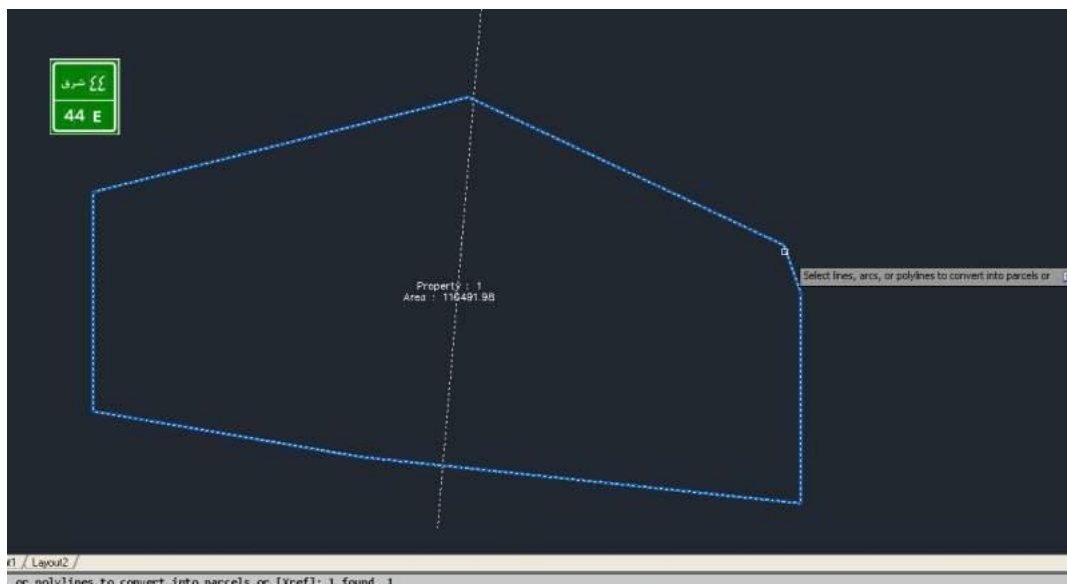 ٤٤ شرق
44 E
Property : 1
Area : 116491.98
Select lines, arcs, or polylines to convert into parcels or
Layout2
or polylines to convert into parcels or [Xref]: 1 found, 1